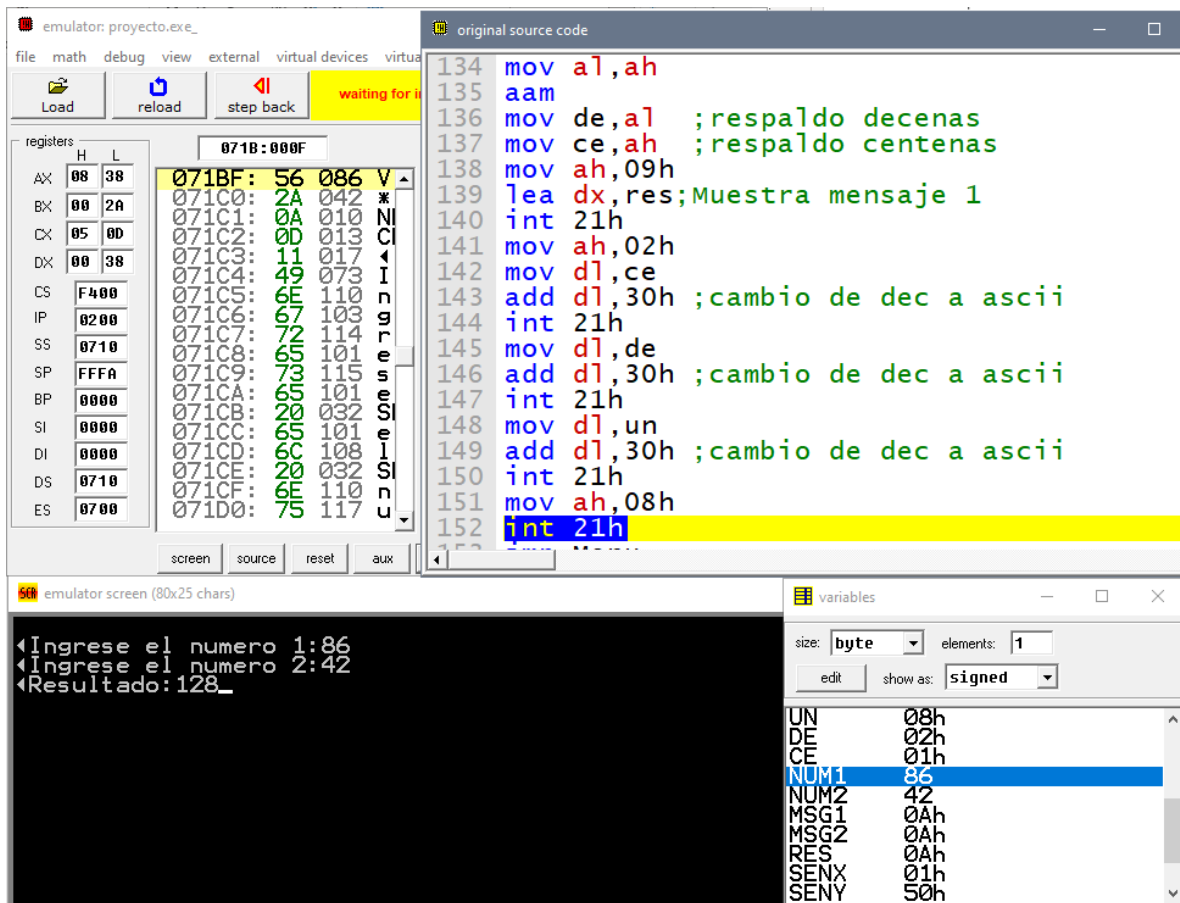 emulator: proyecto.exe_
file math debug view external virtual devices
Load reload step back waiting for
registers
H L
071B:000F
AX 08 38
BX 00 2A
CX 05 0D
DX 00 38
CS F400
IP 0200
SS 0710
SP FFFA
BP 0000
SI 0000
DI 0000
DS 0710
ES 0700
071BF: 56 086 V
071C0: 2A 042 *
071C1: 0A 010
071C2: 0D 013
071C3: 11 017 ◄
071C4: 49 073 I
071C5: 6E 110 n
071C6: 67 103 g
071C7: 72 114 r
071C8: 65 101 e
071C9: 73 115 s
071CA: 65 101 e
071CB: 20 032
071CC: 65 101 e
071CD: 6C 108 l
071CE: 20 032
071CF: 6E 110 n
071D0: 75 117 u
screen source reset aux
original source code
134 mov al,ah
135 aam
136 mov de,al ;respaldo decenas
137 mov ce,ah ;respaldo centenas
138 mov ah,09h
139 lea dx,res;Muestra mensaje 1
140 int 21h
141 mov ah,02h
142 mov dl,ce
143 add dl,30h ;cambio de dec a ascii
144 int 21h
145 mov dl,de
146 add dl,30h ;cambio de dec a ascii
147 int 21h
148 mov dl,un
149 add dl,30h ;cambio de dec a ascii
150 int 21h
151 mov ah,08h
152 int 21h
SCR emulator screen (80x25 chars)
◄Ingrese el numero 1:86
◄Ingrese el numero 2:42
◄Resultado:128_
variables
size: byte elements: 1
edit show as: signed
UN 08h
DE 02h
CE 01h
NUM1 86
NUM2 42
MSG1 0Ah
MSG2 0Ah
RES 0Ah
SENX 01h
SENY 50h